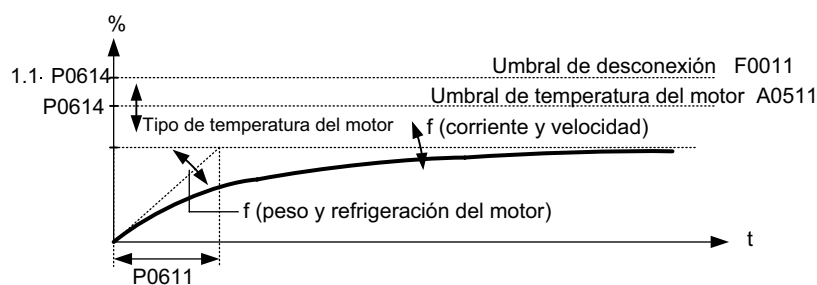 %
1.1· P0614
Umbral de desconexión F0011
P0614
Umbral de temperatura del motor A0511
Tipo de temperatura del motor
f (corriente y velocidad)
f (peso y refrigeración del motor)
t
P0611